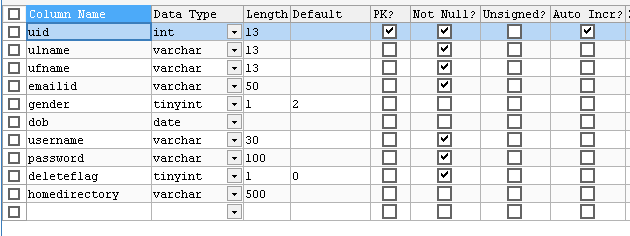 Column Name Data Type Length Default PK? Not Null? Unsigned? Auto Incr?
uid int 13
ulname varchar 13
ufname varchar 13
emailid varchar 50
gender tinyint 1 2
dob date
username varchar 30
password varchar 100
deleteflag tinyint 1 0
homedirectory varchar 500